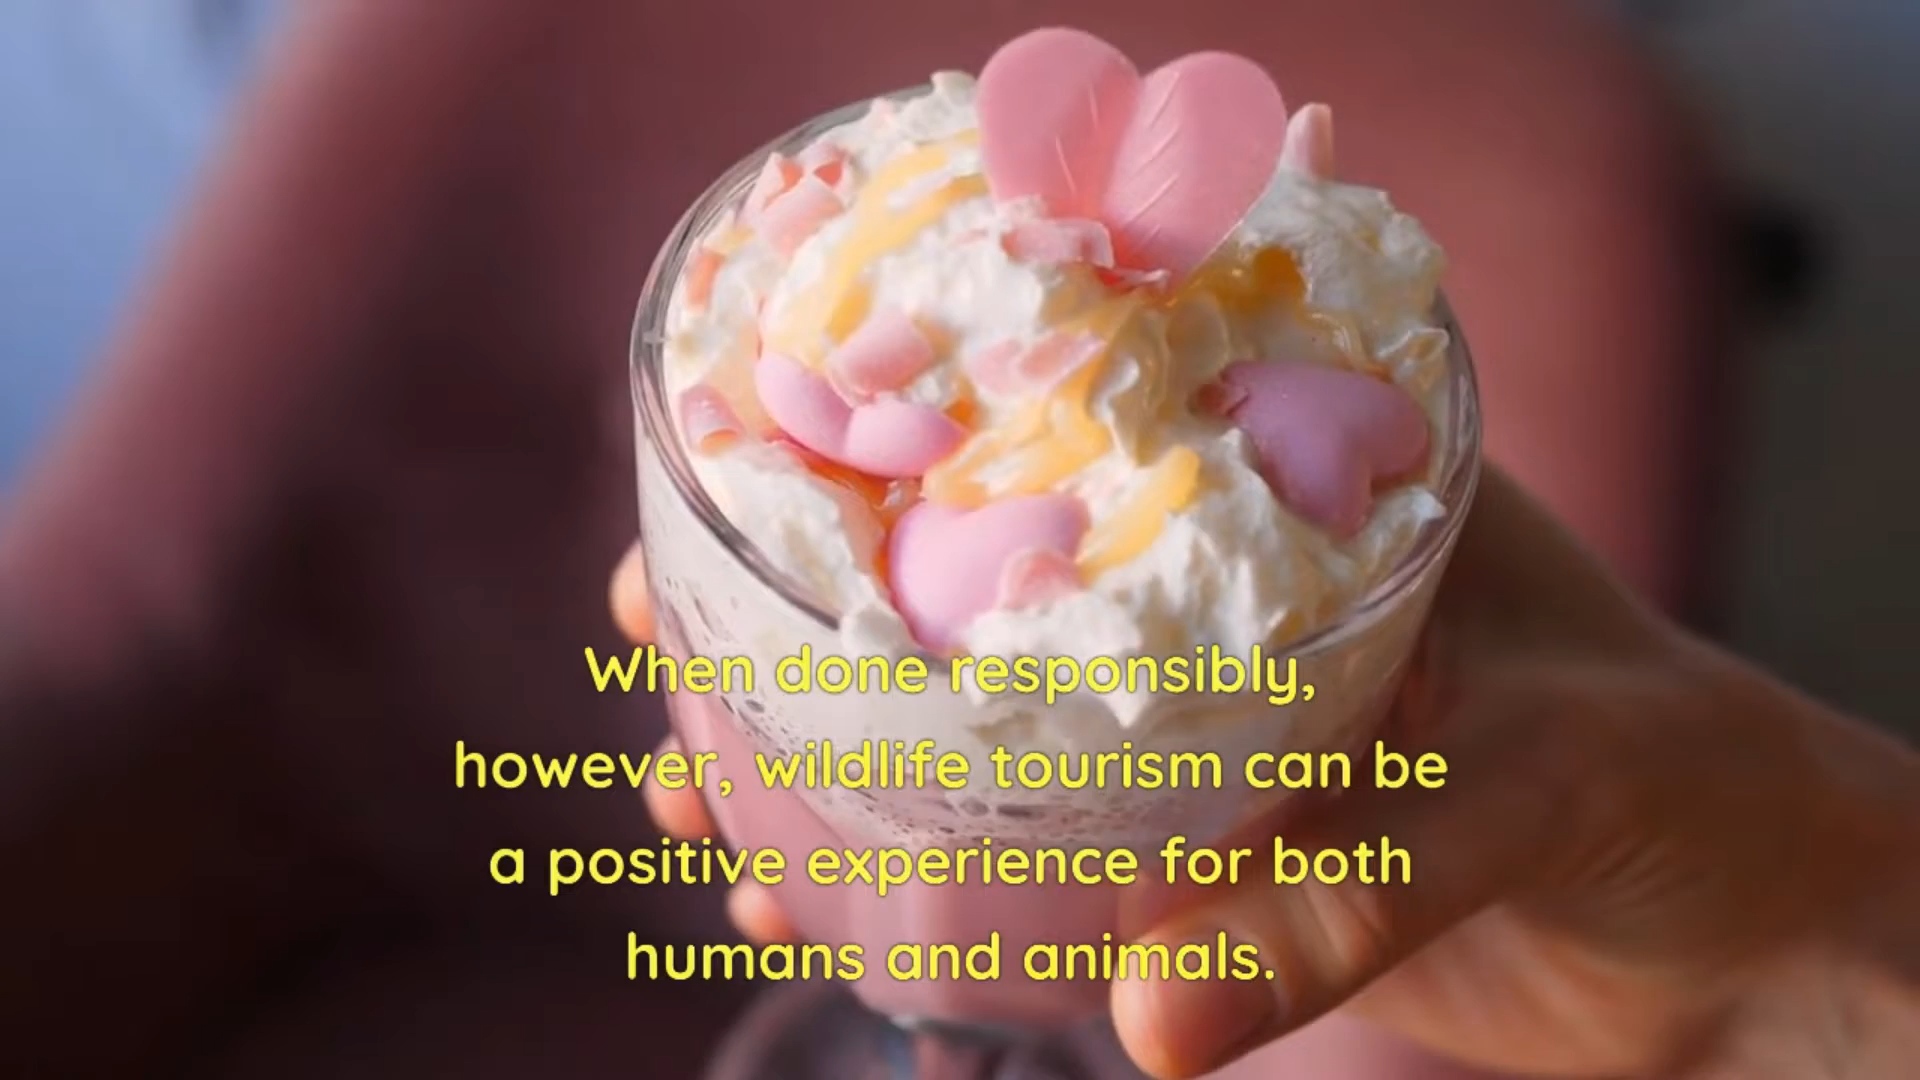 When done responsibly,
however, wildlife tourism can be
a positive experience for both
humans and animals.